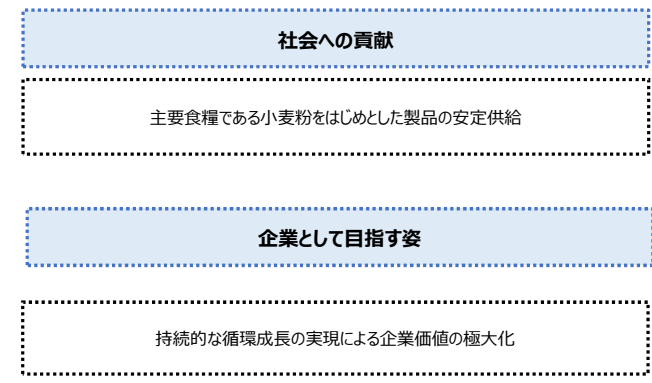 社会への貢献
主要食糧である小麦粉をはじめとした製品の安定供給
企業として目指す姿
持続的な循環成長の実現による企業価値の極大化